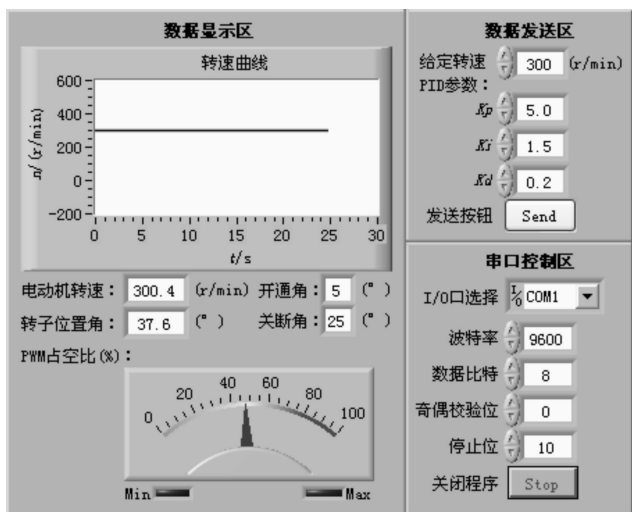 数据显示区
转速曲线
600
400
200
0
-200
n/(r/min)
0 5 10 15 20 25 30
t/s
电动机转速： 300.4 (r/min) 开通角： 5 (° )
转子位置角： 37.6 (° ) 关断角： 25 (° )
PWM占空比(%)：
0 20 40 60 80 100
Min Max
数据发送区
给定转速 300 (r/min)
PID参数：
Kp 5.0
Ki 1.5
Kd 0.2
发送按钮 Send
串口控制区
I/O口选择 I/O COM1
波特率 9600
数据比特 8
奇偶校验位 0
停止位 10
关闭程序 Stop